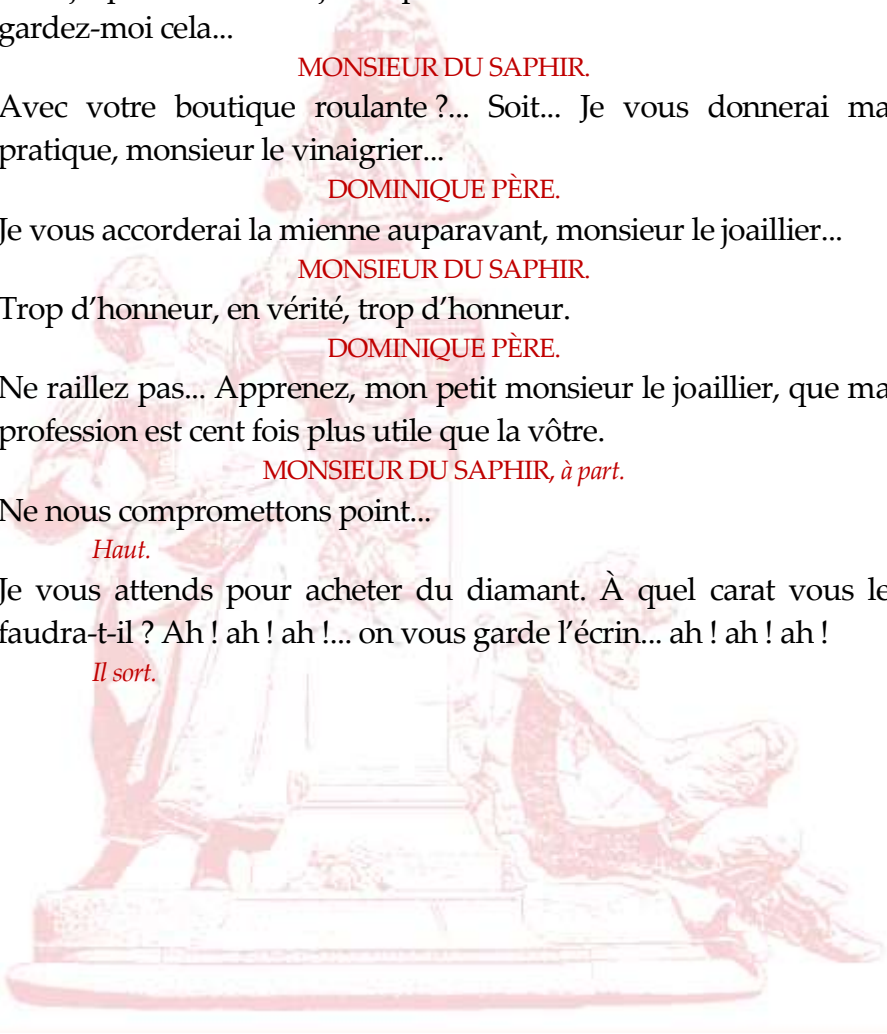 gardez-moi cela...
MONSIEUR DU SAPHIR.
Avec votre boutique roulante ?... Soit... Je vous donnerai ma
pratique, monsieur le vinaigrier...
DOMINIQUE PÈRE.
Je vous accorderai la mienne auparavant, monsieur le joaillier...
MONSIEUR DU SAPHIR.
Trop d’honneur, en vérité, trop d’honneur.
DOMINIQUE PÈRE.
Ne raillez pas... Apprenez, mon petit monsieur le joaillier, que ma
profession est cent fois plus utile que la vôtre.
MONSIEUR DU SAPHIR, à part.
Ne nous compromettons point...
Haut.
Je vous attends pour acheter du diamant. À quel carat vous le
faudra-t-il ? Ah ! ah ! ah !... on vous garde l’écrin... ah ! ah ! ah !
Il sort.